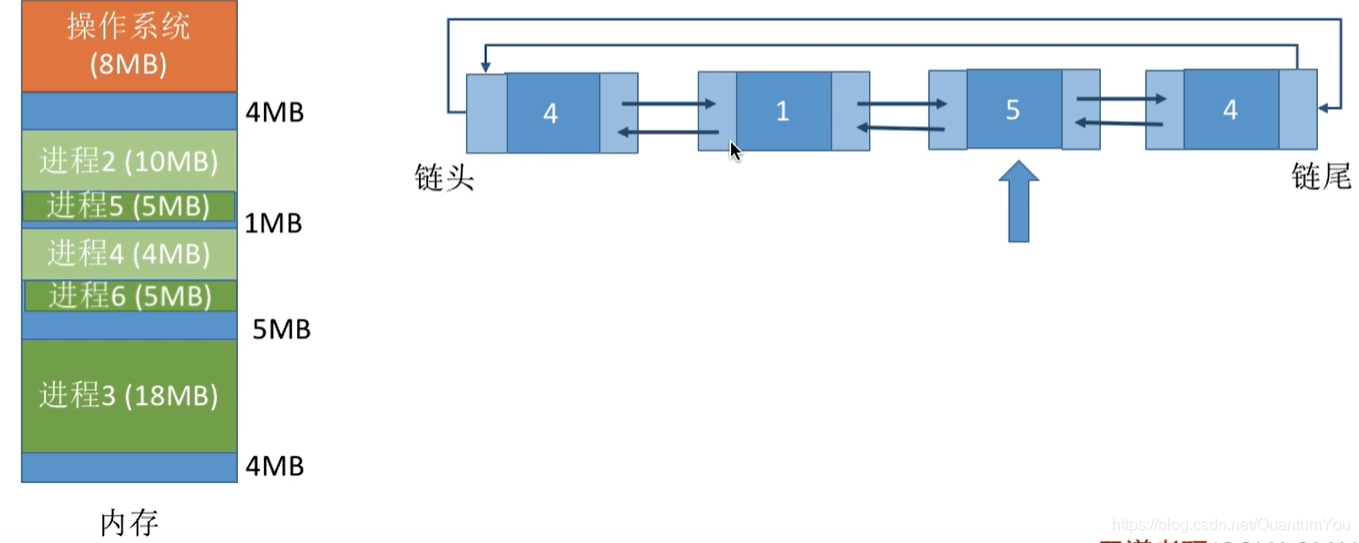 操作系统
(8MB)
4MB
进程2 (10MB)
进程5 (5MB)
1MB
进程4 (4MB)
进程6 (5MB)
5MB
进程3 (18MB)
4MB
内存
4
1
5
4
链头
链尾
https://blog.csdn.net/QuantumYou